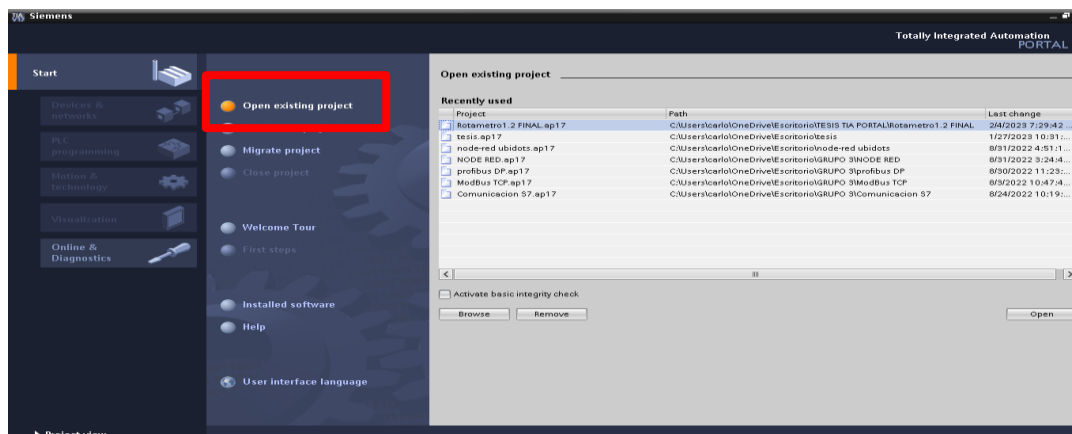 Siemens
Totally Integrated Automation
PORTAL
Start
Devices &
networks
PLC
programming
Motion &
technology
Visualization
Online &
Diagnostics
Open existing project
Migrate project
Close project
Welcome Tour
First steps
Installed software
Help
User interface language
Project view
Open existing project
Recently used
Project Path Last change
Rotametro1.2 FINAL.ap17 C:\Users\carlo\OneDrive\Escritorio\TESIS TIA PORTAL\Rotametro1.2 FINAL 2/4/2023 7:29:42 ...
tesis.ap17 C:\Users\carlo\OneDrive\Escritorio\tesis 1/27/2023 10:31:...
node-red ubidots.ap17 C:\Users\carlo\OneDrive\Escritorio\node-red ubidots 8/31/2022 4:51:1...
NODE RED.ap17 C:\Users\carlo\OneDrive\Escritorio\GRUPO 3\NODE RED 8/31/2022 3:24:4...
profibus DP.ap17 C:\Users\carlo\OneDrive\Escritorio\GRUPO 3\profibus DP 8/30/2022 11:23:...
ModBus TCP.ap17 C:\Users\carlo\OneDrive\Escritorio\GRUPO 3\ModBus TCP 8/3/2022 10:47:4...
Comunicacion S7.ap17 C:\Users\carlo\OneDrive\Escritorio\GRUPO 3\Comunicacion S7 8/24/2022 10:19:...
Activate basic integrity check
Browse Remove Open